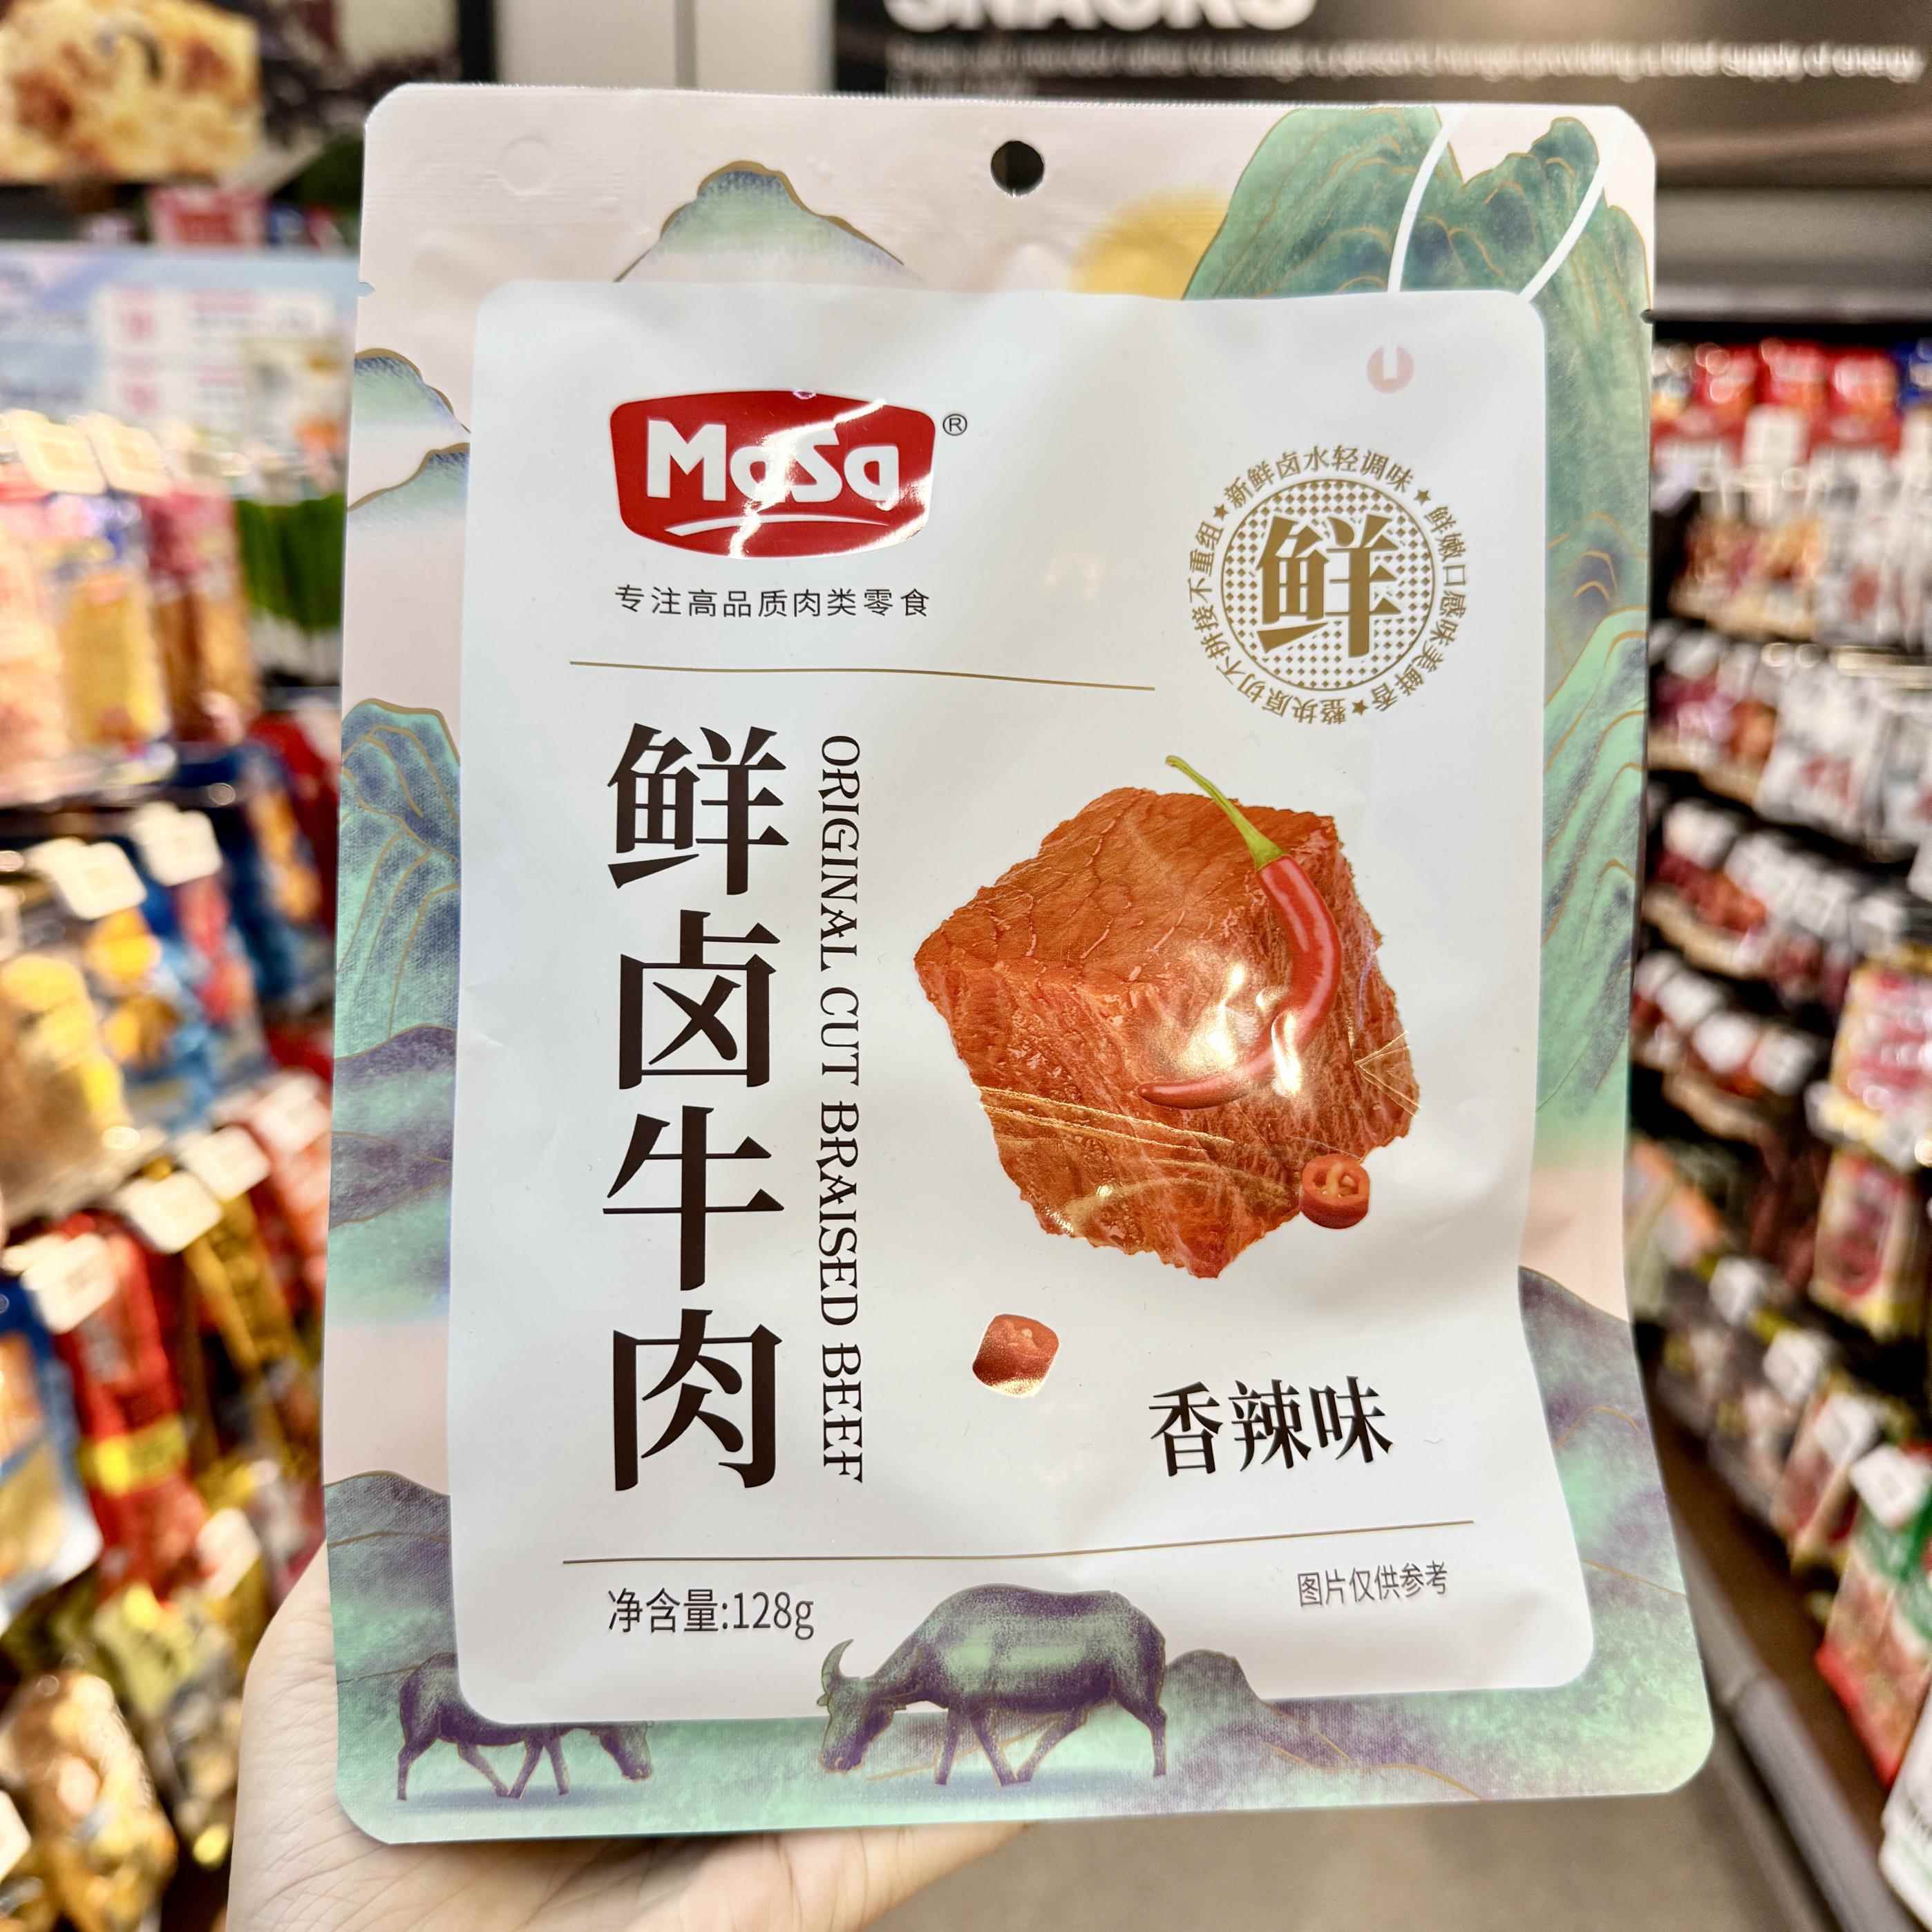 SNACKS
MaSa®
专注高品质肉类零食
新鲜卤水轻调味★鲜嫩口感味美鲜香★整块原切不拼接不重组★
鲜
鲜卤牛肉
ORIGINAL CUT BRAISED BEEF
香辣味
净含量:128g
图片仅供参考